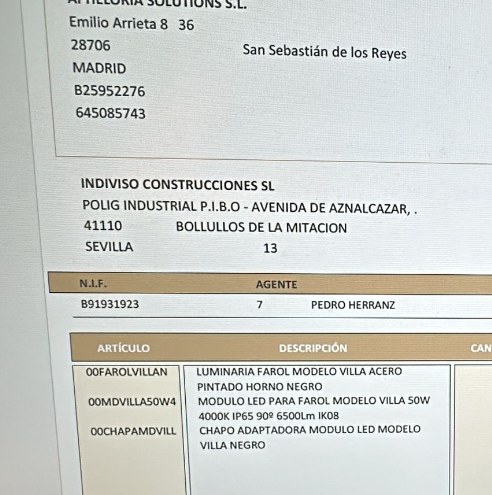 SOLUTIONS S.L.
Emilio Arrieta 8 36
28706 San Sebastián de los Reyes
MADRID
B25952276
645085743
INDIVISO CONSTRUCCIONES SL
POLIG INDUSTRIAL P.I.B.O - AVENIDA DE AZNALCAZAR, .
41110 BOLLULLOS DE LA MITACION
SEVILLA 13
N.I.F. AGENTE
B91931923 7 PEDRO HERRANZ
ARTÍCULO DESCRIPCIÓN CAN
00FAROLVILLAN LUMINARIA FAROL MODELO VILLA ACERO
PINTADO HORNO NEGRO
00MDVILLA50W4 MODULO LED PARA FAROL MODELO VILLA 50W
4000K IP65 90º 6500Lm IK08
00CHAPAMDVILL CHAPO ADAPTADORA MODULO LED MODELO
VILLA NEGRO